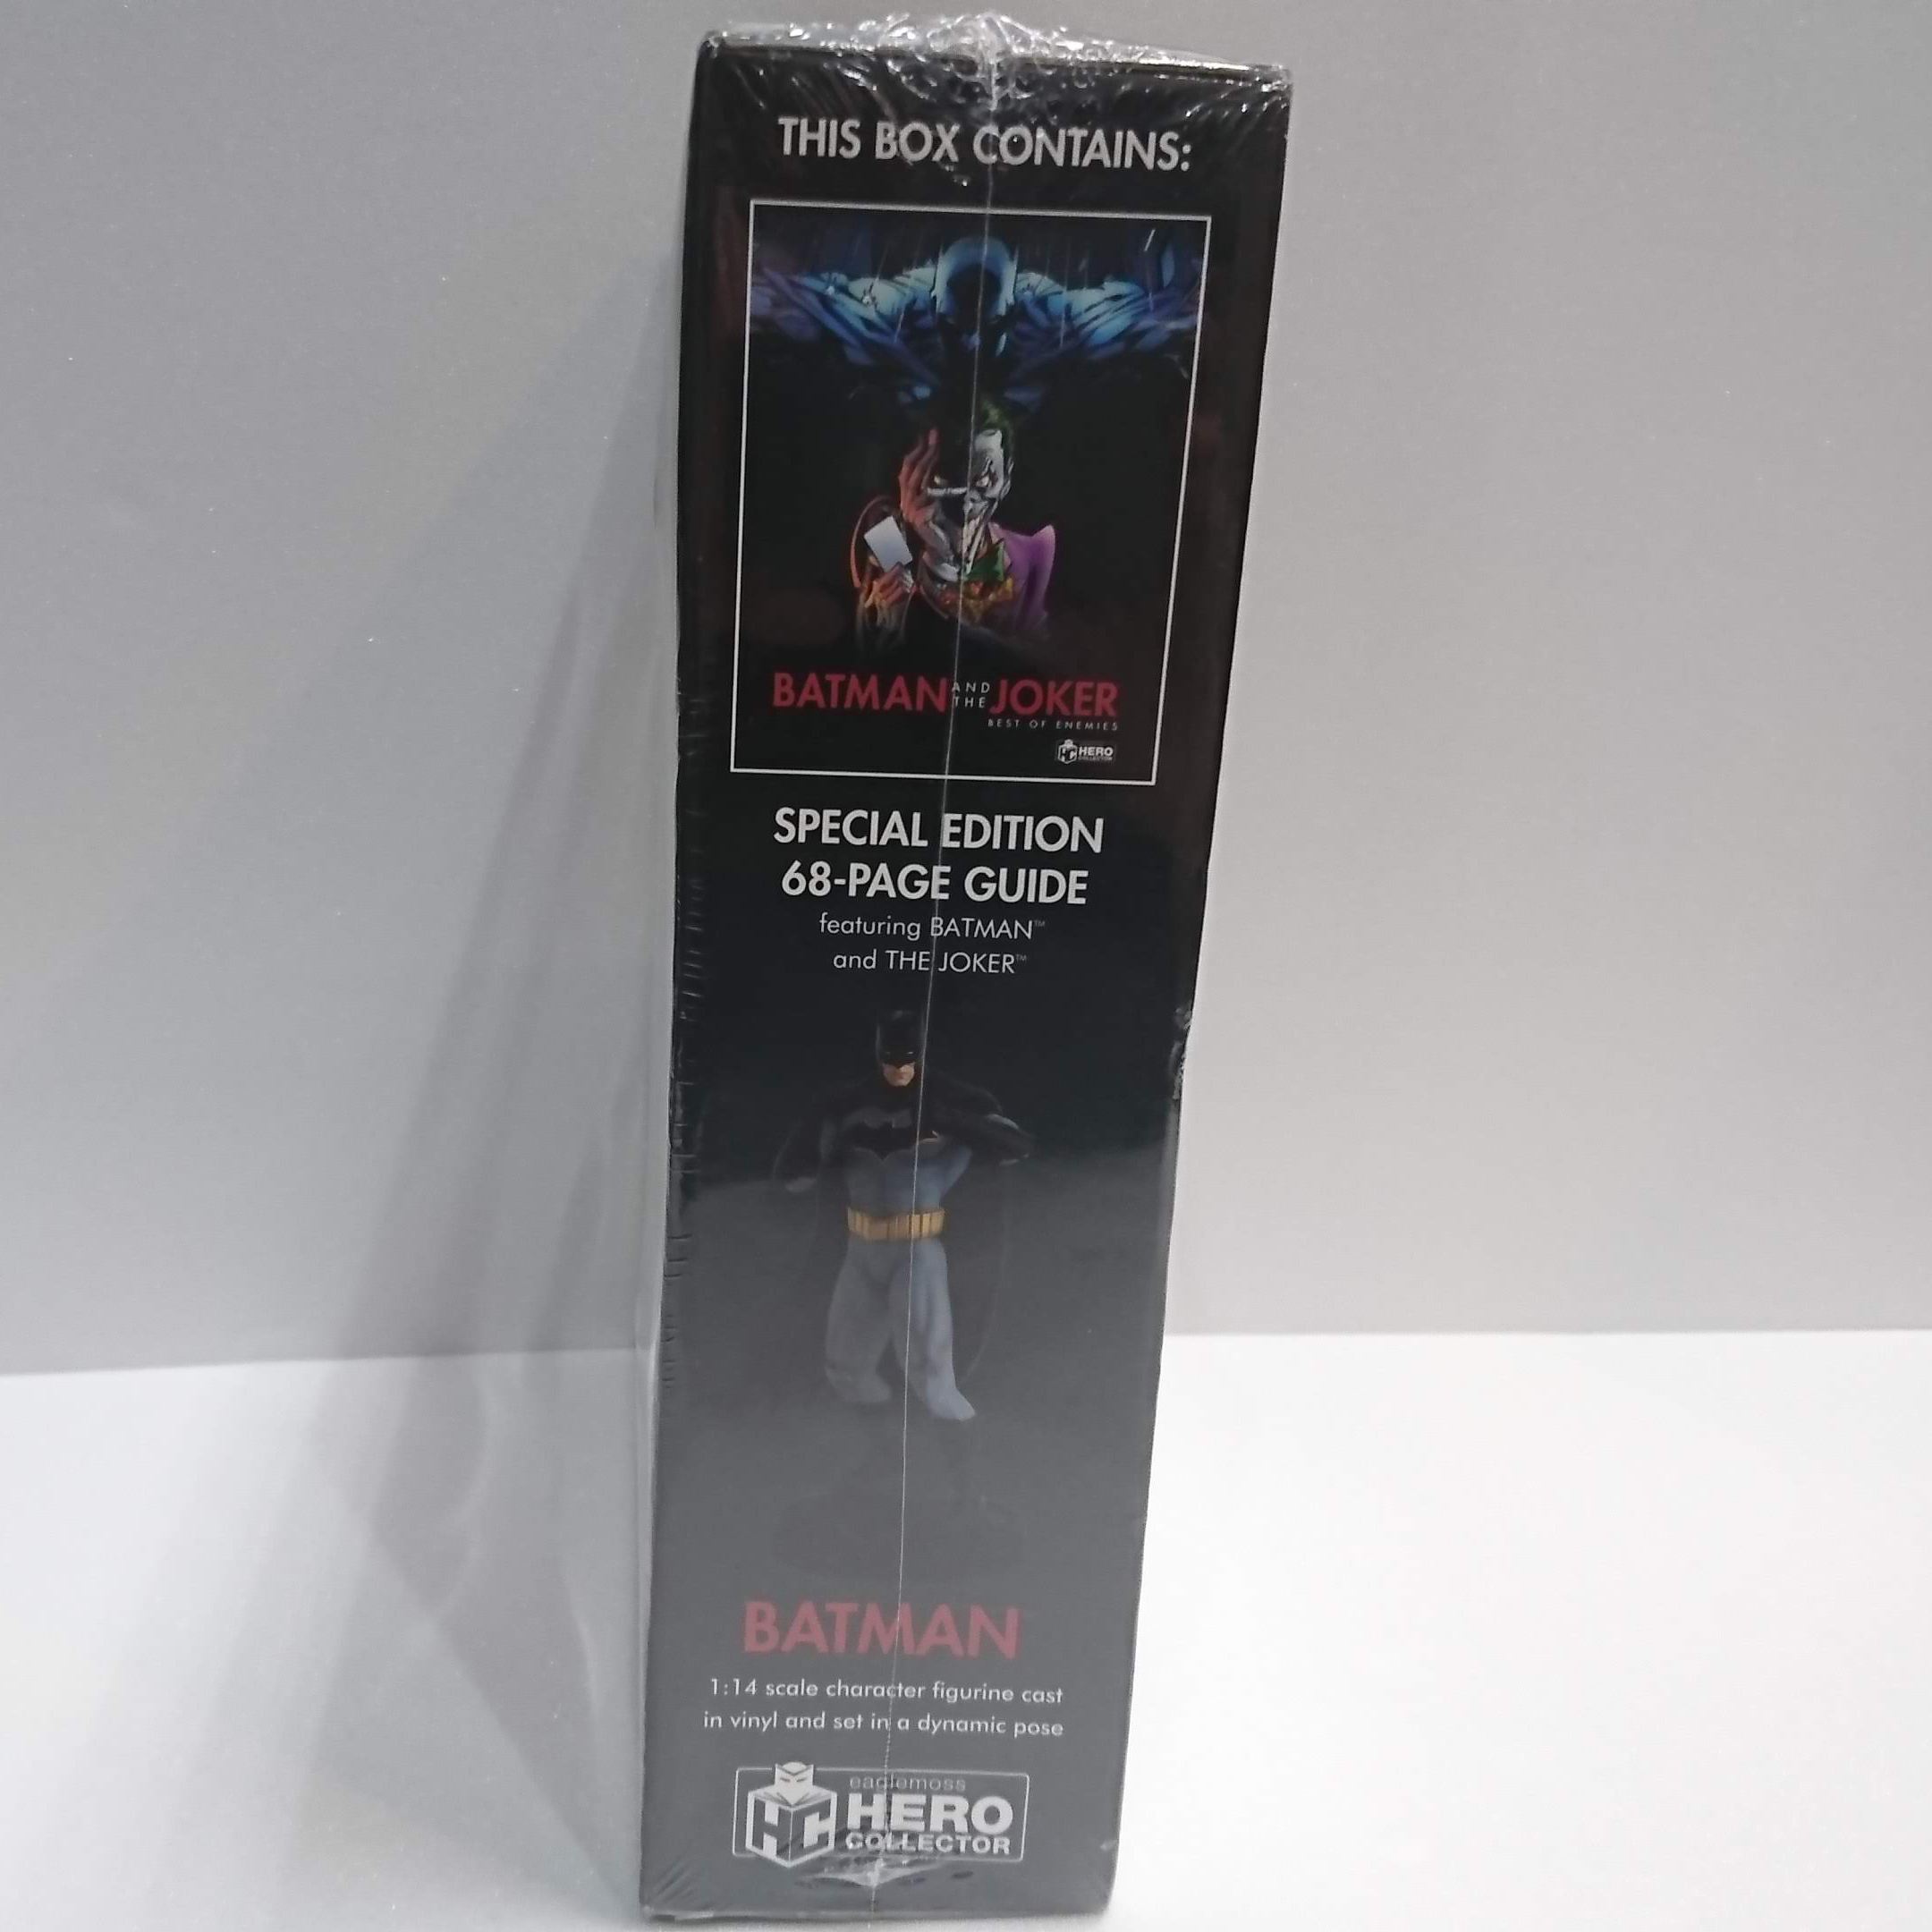 THIS BOX CONTAINS:
BATMAN AND THE JOKER
BEST OF ENEMIES
HC HERO
COLLECTOR
SPECIAL EDITION
68-PAGE GUIDE
featuring BATMAN™
and THE JOKER™
BATMAN
1:14 scale character figurine cast
in vinyl and set in a dynamic pose
eaglemoss
HC HERO
COLLECTOR